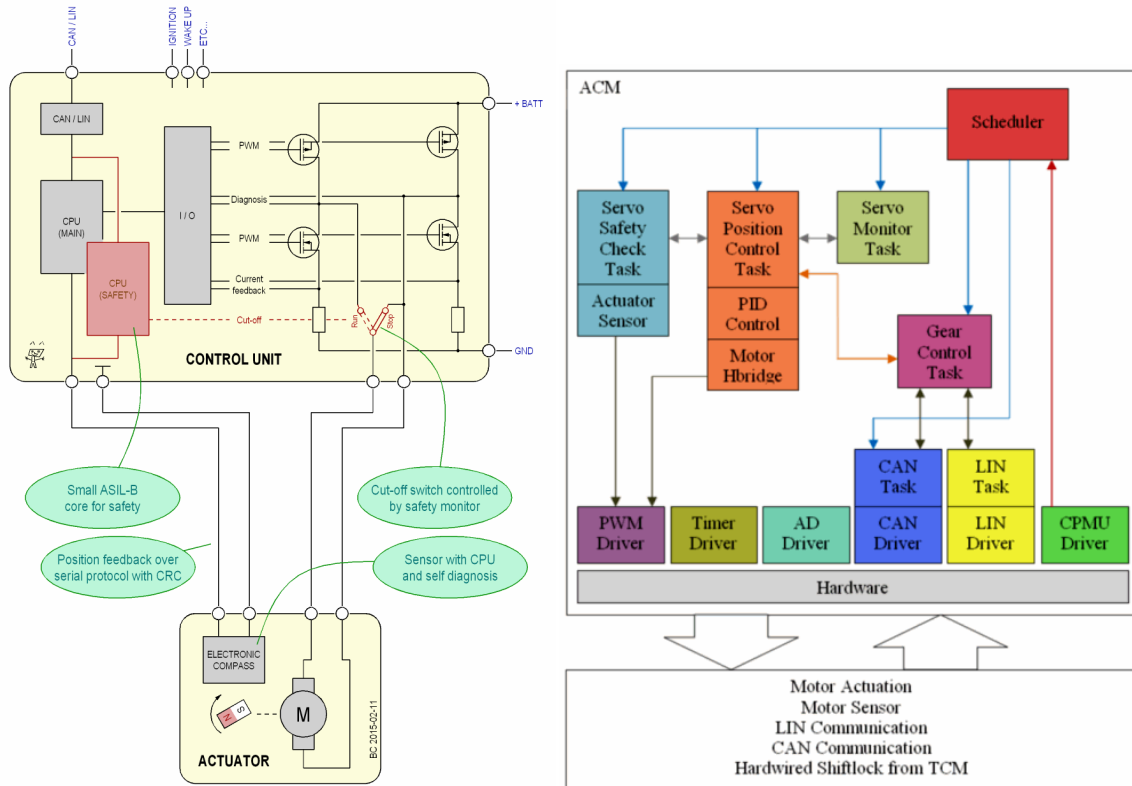 CAN / LIN
IGNITION
WAKE UP
ETC...
+ BATT
CAN / LIN
CPU
(MAIN)
CPU
(SAFETY)
I / O
PWM
Diagnosis
PWM
Current
feedback
Cut-off
Run
Stop
GND
CONTROL UNIT
Small ASIL-B
core for safety
Cut-off switch controlled
by safety monitor
Position feedback over
serial protocol with CRC
Sensor with CPU
and self diagnosis
ELECTRONIC
COMPASS
S
N
M
ACTUATOR
BC 2015-02-11
ACM
Scheduler
Servo
Safety
Check
Task
Actuator
Sensor
Servo
Position
Control
Task
PID
Control
Motor
Hbridge
Servo
Monitor
Task
Gear
Control
Task
CAN
Task
LIN
Task
PWM
Driver
Timer
Driver
AD
Driver
CAN
Driver
LIN
Driver
CPMU
Driver
Hardware
Motor Actuation
Motor Sensor
LIN Communication
CAN Communication
Hardwired Shiftlock from TCM